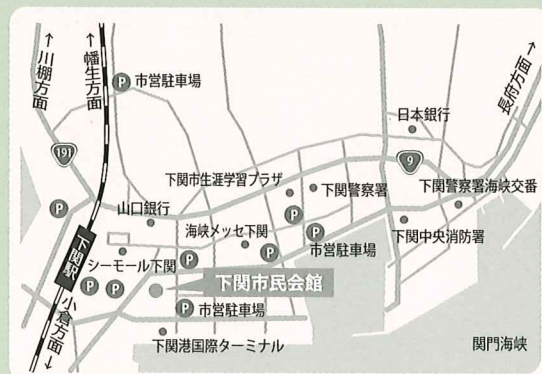 ↑川棚方面
↑幡生方面
P 市営駐車場
長府方面→
日本銀行
191
9
下関市生涯学習プラザ
下関警察署
下関警察署海峡交番
P
山口銀行
海峡メッセ下関
P
市営駐車場
下関中央消防署
下関駅
シーモール下関
P
P
P P
下関市民会館
小倉方面→
P 市営駐車場
下関港国際ターミナル
関門海峡